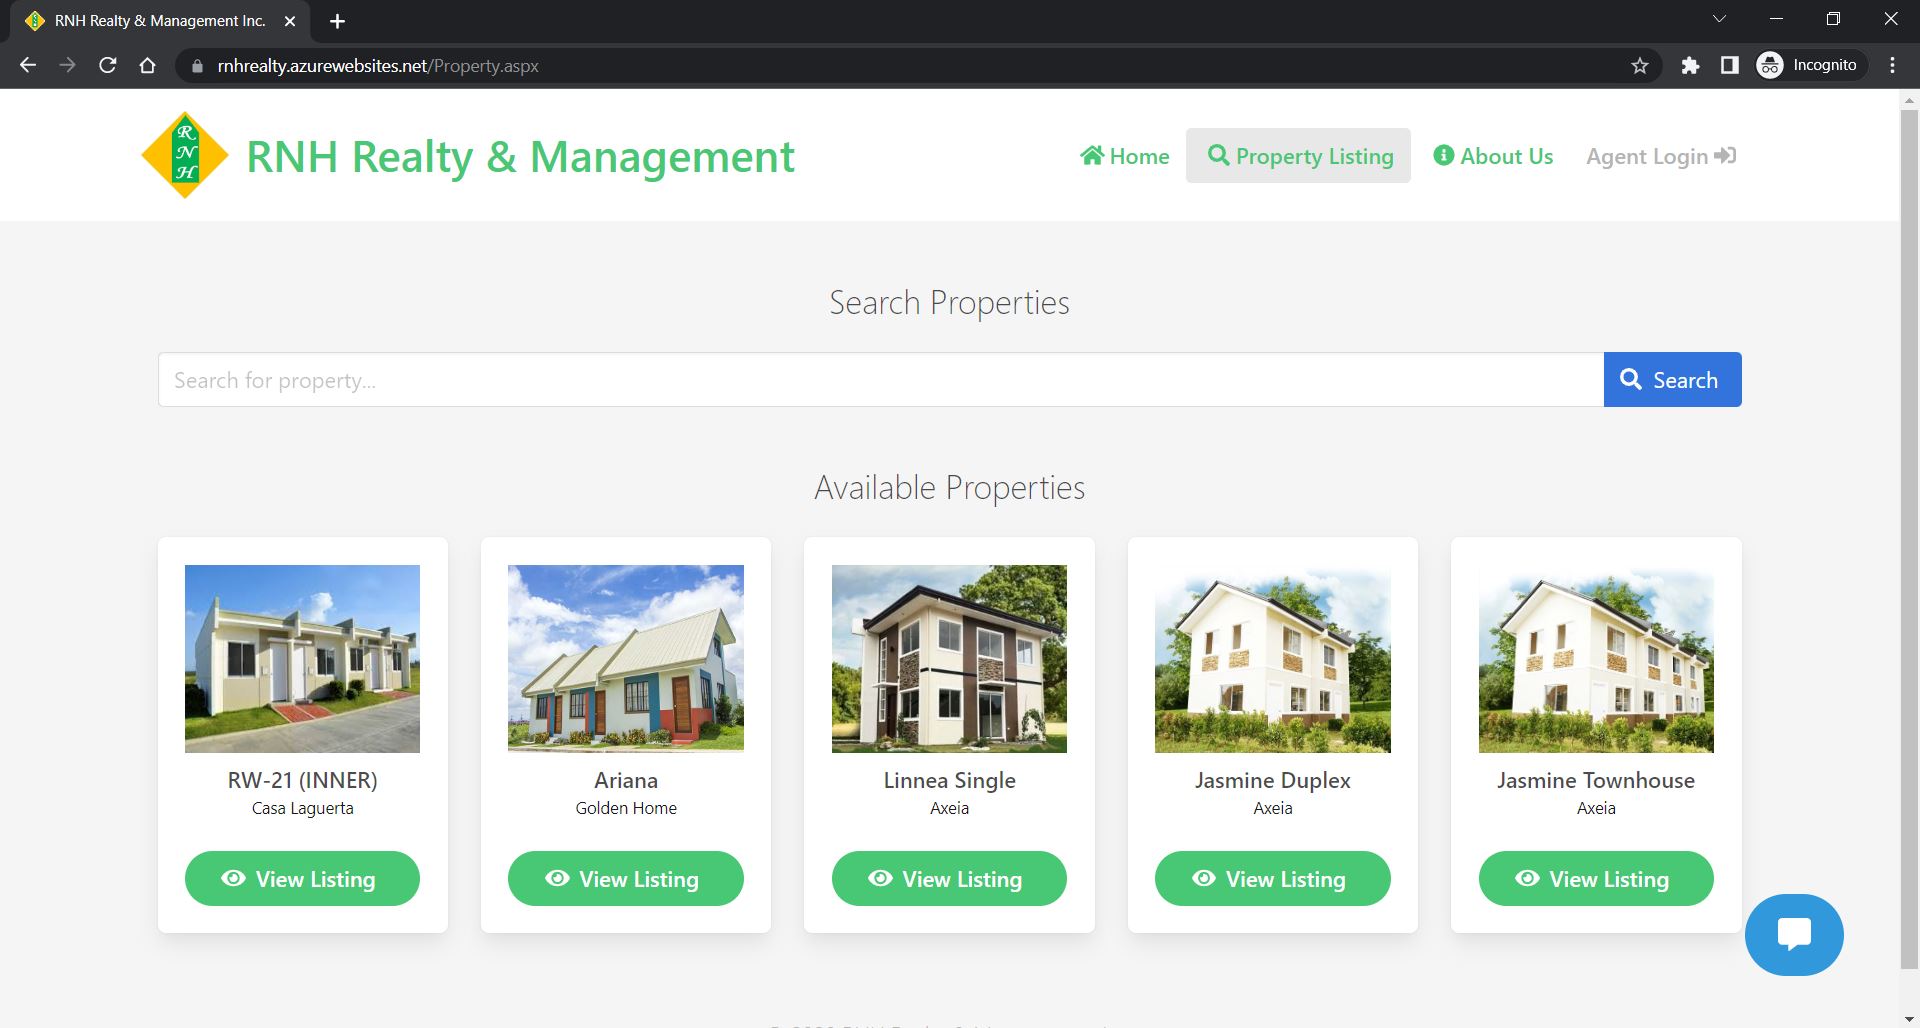 RNH Realty & Management Inc.
rnhrealty.azurewebsites.net/Property.aspx
Incognito
R
N
H
RNH Realty & Management
Home
Property Listing
About Us
Agent Login
Search Properties
Search for property...
Search
Available Properties
RW-21 (INNER)
Casa Laguerta
View Listing
Ariana
Golden Home
View Listing
Linnea Single
Axeia
View Listing
Jasmine Duplex
Axeia
View Listing
Jasmine Townhouse
Axeia
View Listing